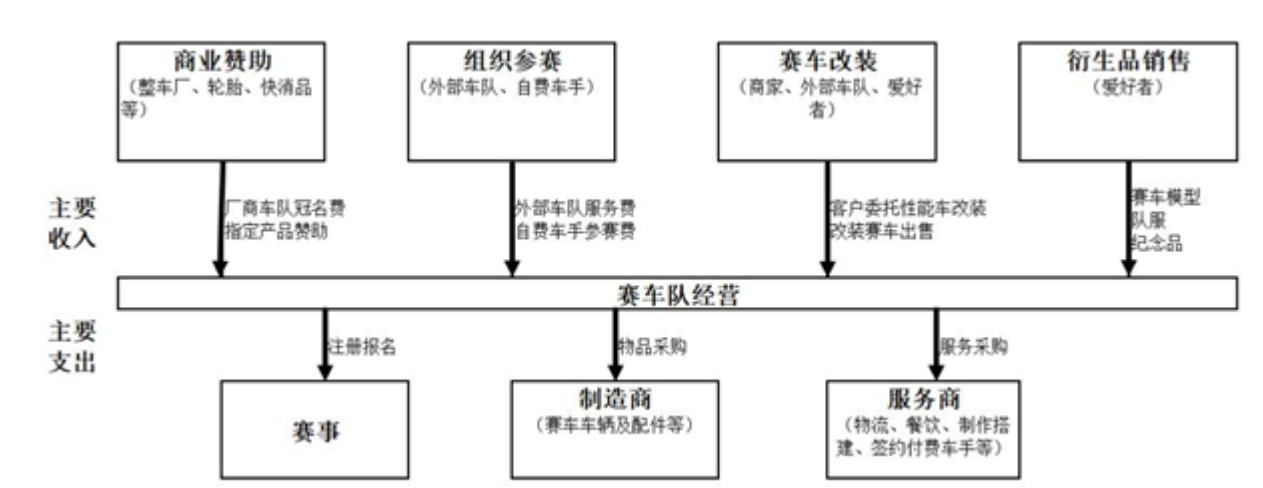 商业赞助
(整车厂、轮胎、快消品
等)
组织参赛
(外部车队、自费车手)
赛车改装
(商家、外部车队、爱好
者)
衍生品销售
(爱好者)
主要
收入
厂商车队冠名费
指定产品赞助
外部车队服务费
自费车手参赛费
客户委托性能车改装
改装赛车出售
赛车模型
队服
纪念品
赛车队经营
主要
支出
注册报名
物品采购
服务采购
赛事
制造商
(赛车车辆及配件等)
服务商
(物流、餐饮、制作搭
建、签约付费车手等)